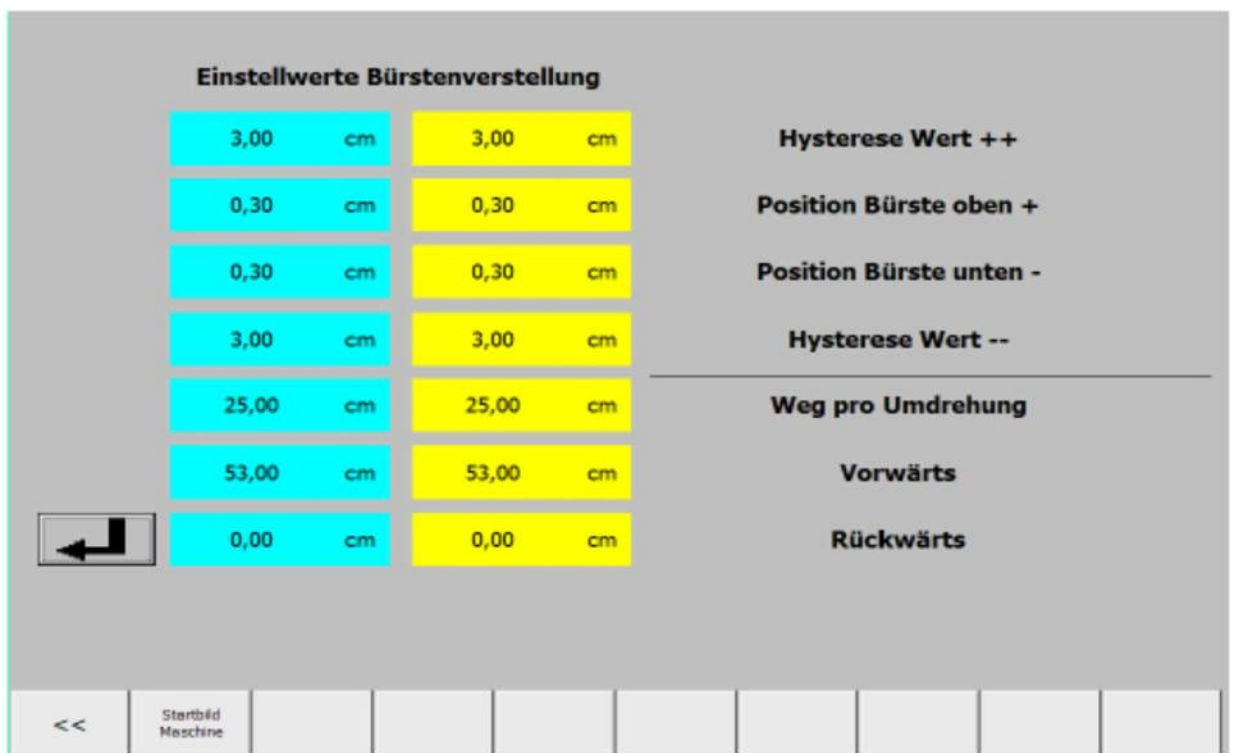 Einstellwerte Bürstenverstellung
3,00 cm 3,00 cm Hysterese Wert ++
0,30 cm 0,30 cm Position Bürste oben +
0,30 cm 0,30 cm Position Bürste unten -
3,00 cm 3,00 cm Hysterese Wert --
25,00 cm 25,00 cm Weg pro Umdrehung
53,00 cm 53,00 cm Vorwärts
0,00 cm 0,00 cm Rückwärts
<< Startbild
Maschine